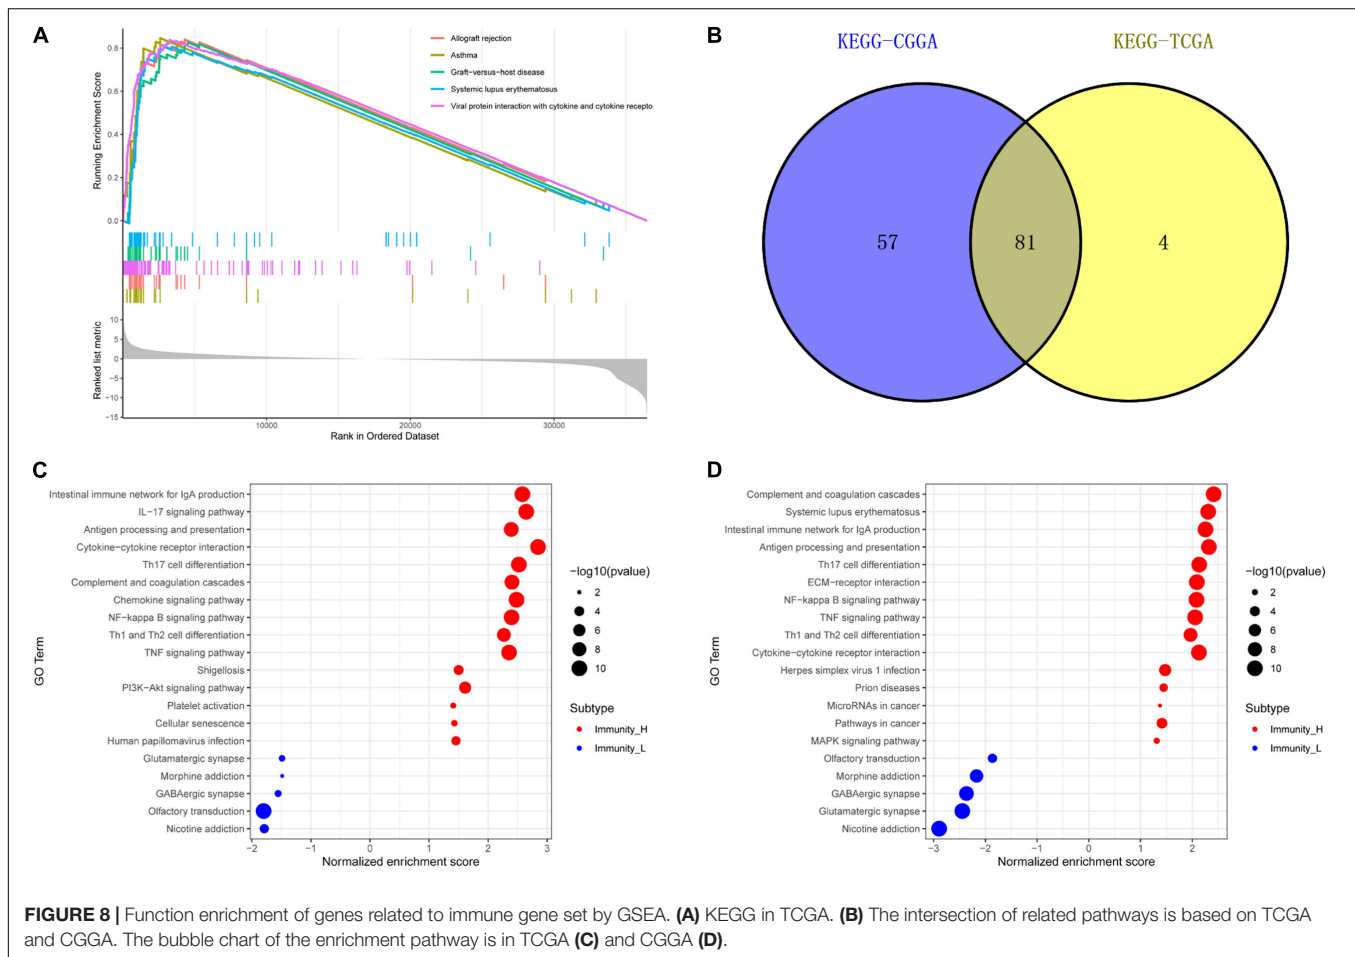 A
Allograft rejection
Asthma
Graft-versus-host disease
Systemic lupus erythematosus
Viral protein interaction with cytokine and cytokine recepto
Running Enrichment Score
0.8
0.6
0.4
0.2
0.0
Ranked list metric
10
5
0
−5
−10
−15
10000
20000
30000
Rank in Ordered Dataset
B
KEGG-CGGA
KEGG-TCGA
57
81
4
C
GO Term
Intestinal immune network for IgA production
IL-17 signaling pathway
Antigen processing and presentation
Cytokine-cytokine receptor interaction
Th17 cell differentiation
Complement and coagulation cascades
Chemokine signaling pathway
NF-kappa B signaling pathway
Th1 and Th2 cell differentiation
TNF signaling pathway
Shigellosis
PI3K-Akt signaling pathway
Platelet activation
Cellular senescence
Human papillomavirus infection
Glutamatergic synapse
Morphine addiction
GABAergic synapse
Olfactory transduction
Nicotine addiction
−2
−1
0
1
2
3
Normalized enrichment score
−log10(pvalue)
2
4
6
8
10
Subtype
Immunity_H
Immunity_L
D
GO Term
Complement and coagulation cascades
Systemic lupus erythematosus
Intestinal immune network for IgA production
Antigen processing and presentation
Th17 cell differentiation
ECM-receptor interaction
NF-kappa B signaling pathway
TNF signaling pathway
Th1 and Th2 cell differentiation
Cytokine-cytokine receptor interaction
Herpes simplex virus 1 infection
Prion diseases
MicroRNAs in cancer
Pathways in cancer
MAPK signaling pathway
Olfactory transduction
Morphine addiction
GABAergic synapse
Glutamatergic synapse
Nicotine addiction
−3
−2
−1
0
1
2
Normalized enrichment score
−log10(pvalue)
2
4
6
8
10
Subtype
Immunity_H
Immunity_L
FIGURE 8 | Function enrichment of genes related to immune gene set by GSEA. (A) KEGG in TCGA. (B) The intersection of related pathways is based on TCGA
and CGGA. The bubble chart of the enrichment pathway is in TCGA (C) and CGGA (D).